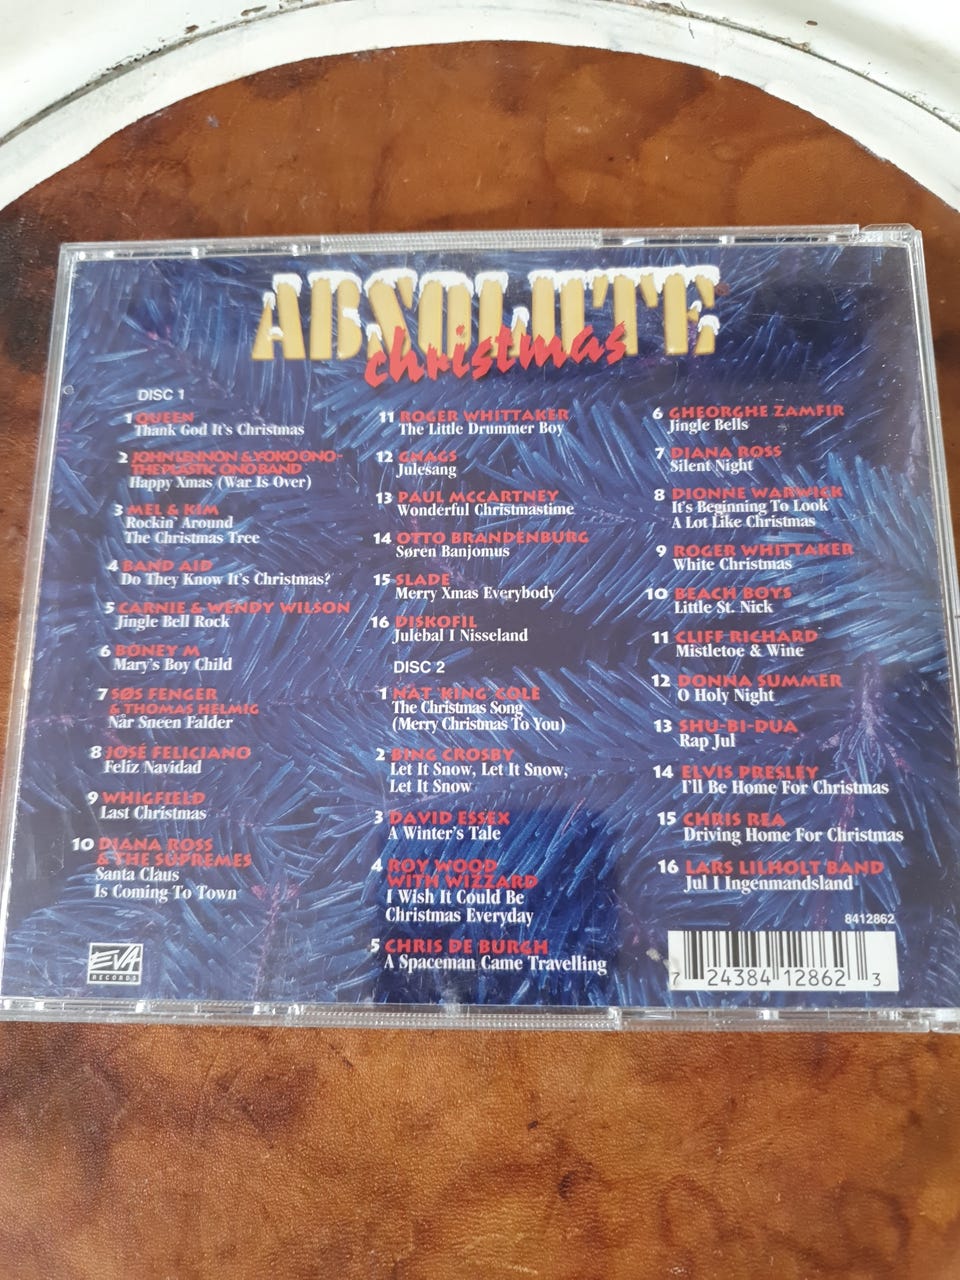 ABSOLUTE
christmas
DISC 1
1 QUEEN
Thank God It's Christmas
2 JOHN LENNON & YOKO ONO -
THE PLASTIC ONO BAND
Happy Xmas (War Is Over)
3 MEL & KIM
Rockin' Around
The Christmas Tree
4 BAND AID
Do They Know It's Christmas?
5 CARNIE & WENDY WILSON
Jingle Bell Rock
6 BONEY M
Mary's Boy Child
7 SØS FENGER
& THOMAS HELMIG
Når Sneen Falder
8 JOSÉ FELICIANO
Feliz Navidad
9 WHIGFIELD
Last Christmas
10 DIANA ROSS
& THE SUPREMES
Santa Claus
Is Coming To Town
11 ROGER WHITTAKER
The Little Drummer Boy
12 GNAGS
Julesang
13 PAUL MCCARTNEY
Wonderful Christmastime
14 OTTO BRANDENBURG
Søren Banjomus
15 SLADE
Merry Xmas Everybody
16 DISKOFIL
Julebal I Nisseland
DISC 2
1 NAT 'KING' COLE
The Christmas Song
(Merry Christmas To You)
2 BING CROSBY
Let It Snow, Let It Snow,
Let It Snow
3 DAVID ESSEX
A Winter's Tale
4 ROY WOOD
WITH WIZZARD
I Wish It Could Be
Christmas Everyday
5 CHRIS DE BURGH
A Spaceman Came Travelling
6 GHEORGHE ZAMFIR
Jingle Bells
7 DIANA ROSS
Silent Night
8 DIONNE WARWICK
It's Beginning To Look
A Lot Like Christmas
9 ROGER WHITTAKER
White Christmas
10 BEACH BOYS
Little St. Nick
11 CLIFF RICHARD
Mistletoe & Wine
12 DONNA SUMMER
O Holy Night
13 SHU-BI-DUA
Rap Jul
14 ELVIS PRESLEY
I'll Be Home For Christmas
15 CHRIS REA
Driving Home For Christmas
16 LARS LILHOLT BAND
Jul I Ingenmandsland
8412862
7 24384 12862 3
EVA
RECORDS